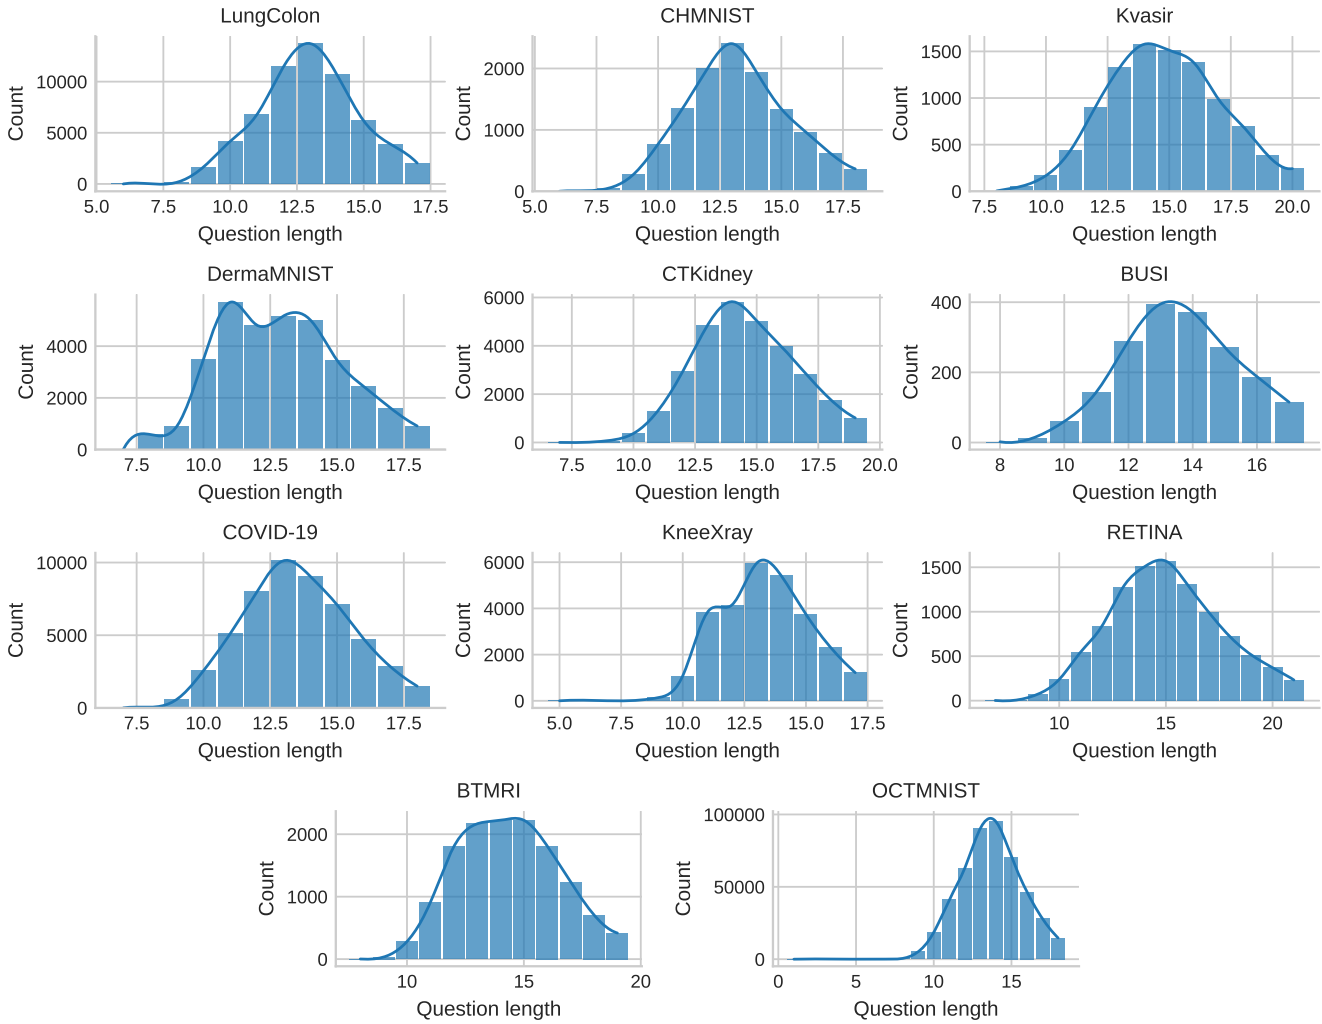 LungColon
CHMNIST
Kvasir
Count
10000
5000
0
5.0 7.5 10.0 12.5 15.0 17.5
Question length
Count
2000
1000
0
5.0 7.5 10.0 12.5 15.0 17.5
Question length
Count
1500
1000
500
0
7.5 10.0 12.5 15.0 17.5 20.0
Question length
DermaMNIST
CTKidney
BUSI
Count
4000
2000
0
7.5 10.0 12.5 15.0 17.5
Question length
Count
6000
4000
2000
0
7.5 10.0 12.5 15.0 17.5 20.0
Question length
Count
400
200
0
8 10 12 14 16
Question length
COVID-19
KneeXray
RETINA
Count
10000
5000
0
7.5 10.0 12.5 15.0 17.5
Question length
Count
6000
4000
2000
0
5.0 7.5 10.0 12.5 15.0 17.5
Question length
Count
1500
1000
500
0
10 15 20
Question length
BTMRI
OCTMNIST
Count
2000
1000
0
10 15 20
Question length
Count
100000
50000
0
0 5 10 15
Question length